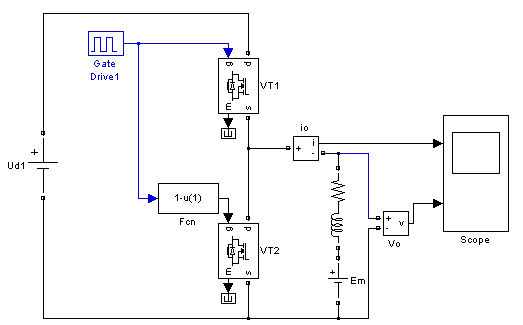 Gate
Drive1
g
d
VT1
m
s
io
+
i
-
+
Ud1
1-u(1)
Fcn
g
d
VT2
m
s
+
Em
+
-
v
Vo
Scope